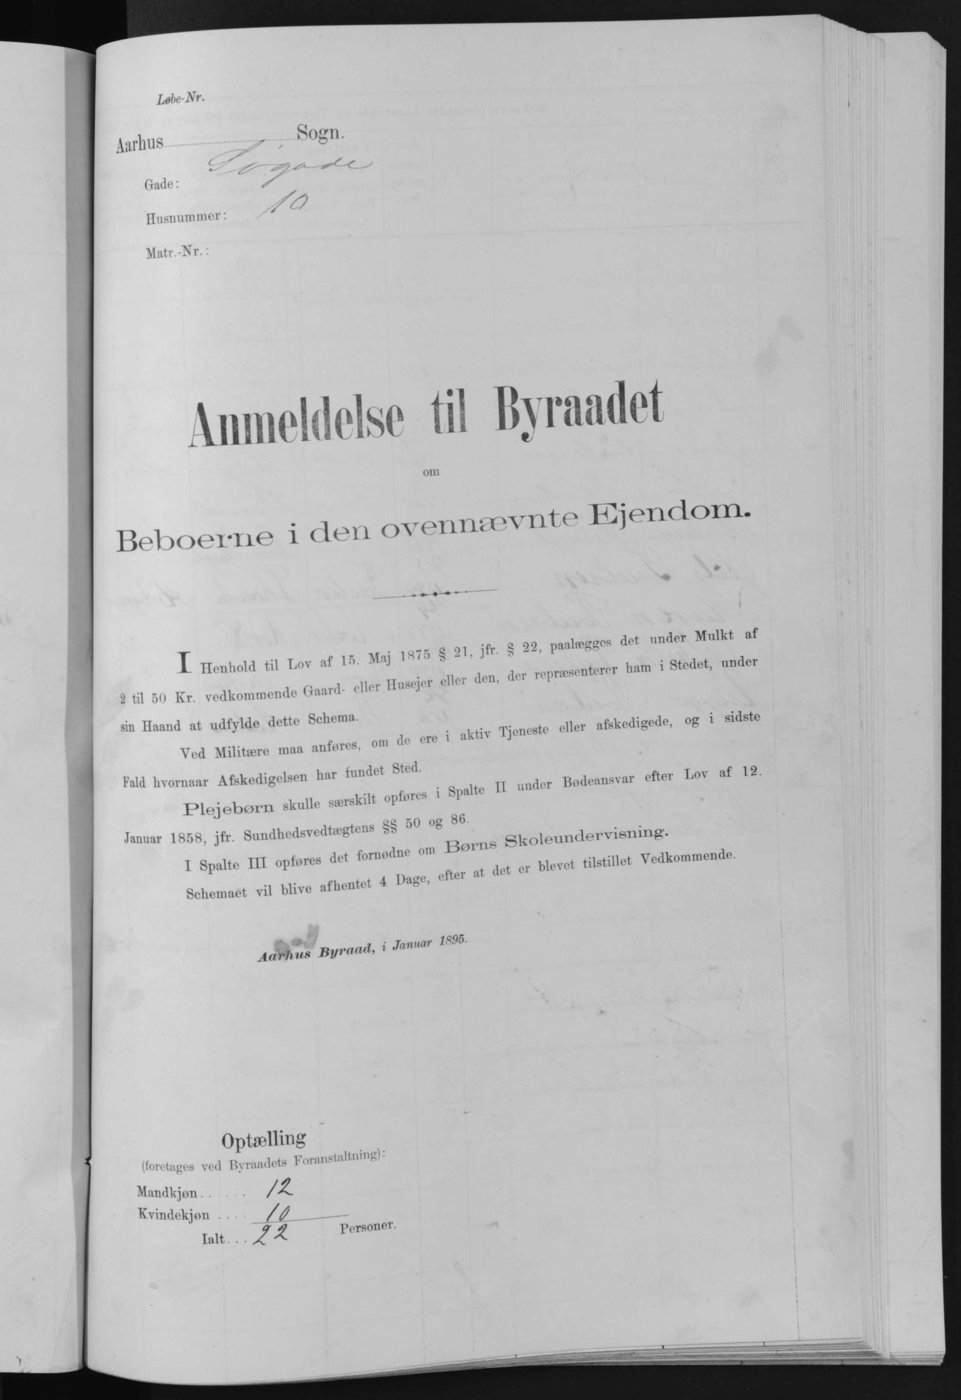 Løbe-Nr.
Aarhus Sogn.
Gade: Søgade
Husnummer: 10
Matr.-Nr.:
Anmeldelse til Byraadet
om
Beboerne i den ovennævnte Ejendom.
I Henhold til Lov af 15. Maj 1875 § 21, jfr. § 22, paalægges det under Mulkt af
2 til 50 Kr. vedkommende Gaard- eller Husejer eller den, der repræsenterer ham i Stedet, under
sin Haand at udfylde dette Schema.
Ved Militære maa anføres, om de ere i aktiv Tjeneste eller afskedigede, og i sidste
Fald hvornaar Afskedigelsen har fundet Sted.
Plejebørn skulle særskilt opføres i Spalte II under Bødeansvar efter Lov af 12.
Januar 1858, jfr. Sundhedsvedtægtens §§ 50 og 86.
I Spalte III opføres det fornødne om Børns Skoleundervisning.
Schemaet vil blive afhentet 4 Dage, efter at det er blevet tilstillet Vedkommende.
Aarhus Byraad, i Januar 1895.
Optælling
(foretages ved Byraadets Foranstaltning):
Mandkjøn...... 12
Kvindekjøn .... 10
Ialt... 22 Personer.